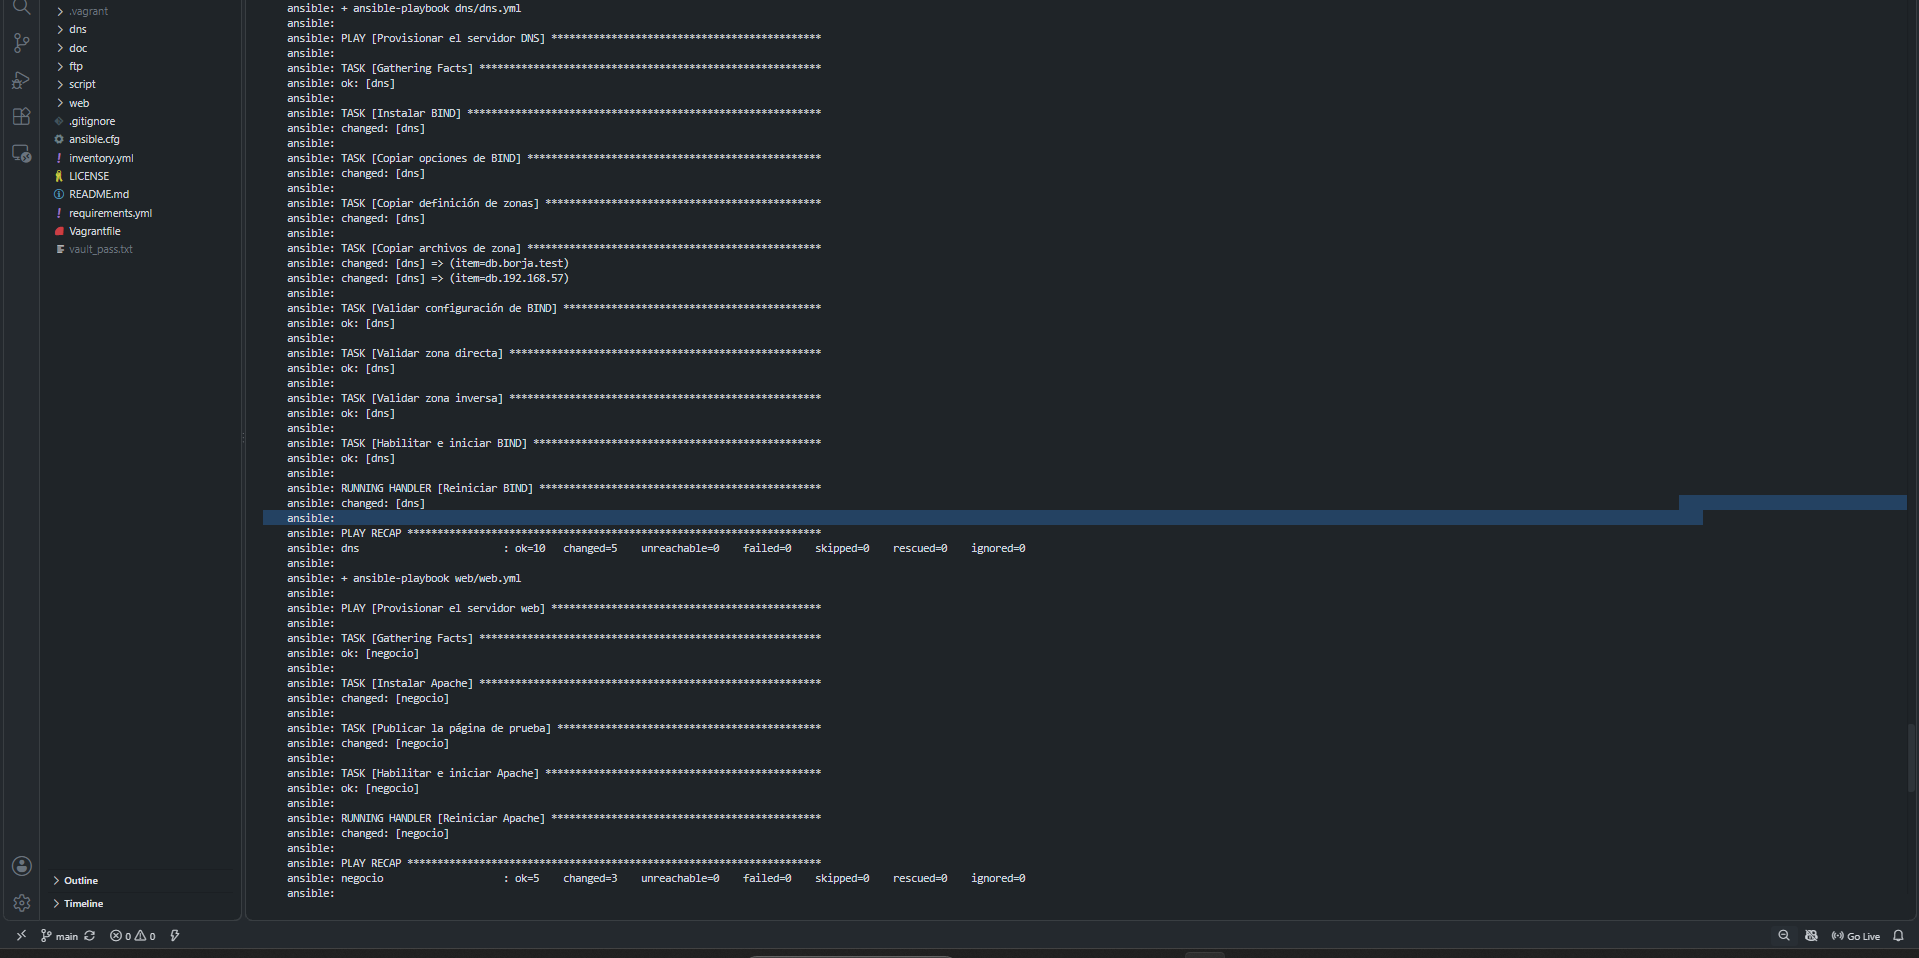 .vagrant
dns
doc
ftp
script
web
.gitignore
ansible.cfg
inventory.yml
LICENSE
README.md
requirements.yml
Vagrantfile
vault_pass.txt
Outline
Timeline
ansible: + ansible-playbook dns/dns.yml
ansible:
ansible: PLAY [Provisionar el servidor DNS] *********************************************
ansible:
ansible: TASK [Gathering Facts] *********************************************************
ansible: ok: [dns]
ansible:
ansible: TASK [Instalar BIND] ***********************************************************
ansible: changed: [dns]
ansible:
ansible: TASK [Copiar opciones de BIND] *************************************************
ansible: changed: [dns]
ansible:
ansible: TASK [Copiar definición de zonas] **********************************************
ansible: changed: [dns]
ansible:
ansible: TASK [Copiar archivos de zona] *************************************************
ansible: changed: [dns] => (item=db.borja.test)
ansible: changed: [dns] => (item=db.192.168.57)
ansible:
ansible: TASK [Validar configuración de BIND] *******************************************
ansible: ok: [dns]
ansible:
ansible: TASK [Validar zona directa] ****************************************************
ansible: ok: [dns]
ansible:
ansible: TASK [Validar zona inversa] ****************************************************
ansible: ok: [dns]
ansible:
ansible: TASK [Habilitar e iniciar BIND] ************************************************
ansible: ok: [dns]
ansible:
ansible: RUNNING HANDLER [Reiniciar BIND] ***********************************************
ansible: changed: [dns]
ansible:
ansible: PLAY RECAP *********************************************************************
ansible: dns                        : ok=10   changed=5    unreachable=0    failed=0    skipped=0    rescued=0    ignored=0
ansible:
ansible: + ansible-playbook web/web.yml
ansible:
ansible: PLAY [Provisionar el servidor web] *********************************************
ansible:
ansible: TASK [Gathering Facts] *********************************************************
ansible: ok: [negocio]
ansible:
ansible: TASK [Instalar Apache] *********************************************************
ansible: changed: [negocio]
ansible:
ansible: TASK [Publicar la página de prueba] ********************************************
ansible: changed: [negocio]
ansible:
ansible: TASK [Habilitar e iniciar Apache] **********************************************
ansible: ok: [negocio]
ansible:
ansible: RUNNING HANDLER [Reiniciar Apache] *********************************************
ansible: changed: [negocio]
ansible:
ansible: PLAY RECAP *********************************************************************
ansible: negocio                    : ok=5    changed=3    unreachable=0    failed=0    skipped=0    rescued=0    ignored=0
ansible:
main 0 0 Go Live